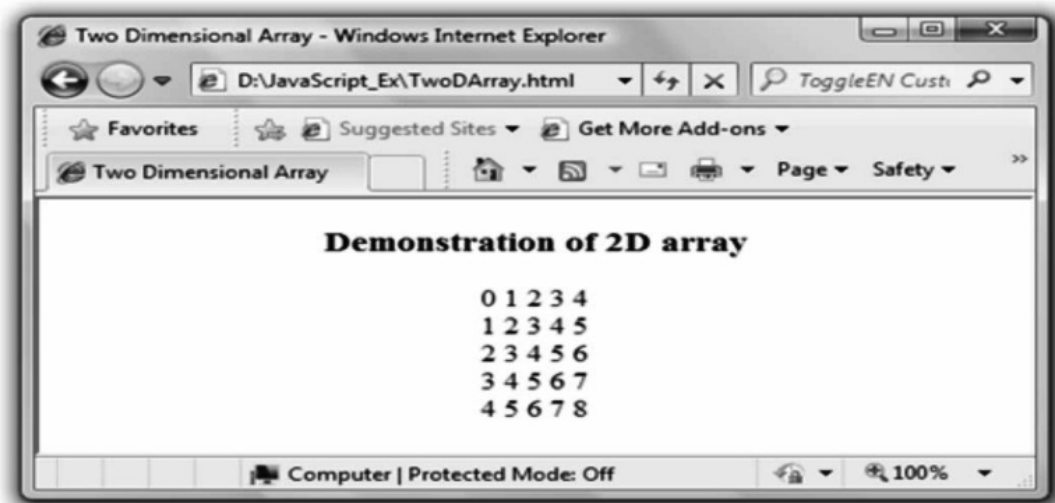 Two Dimensional Array - Windows Internet Explorer
D:\JavaScript_Ex\TwoDArray.html ToggleEN Cust
Favorites Suggested Sites Get More Add-ons
Two Dimensional Array Page Safety »
Demonstration of 2D array
0 1 2 3 4
1 2 3 4 5
2 3 4 5 6
3 4 5 6 7
4 5 6 7 8
Computer | Protected Mode: Off 100%